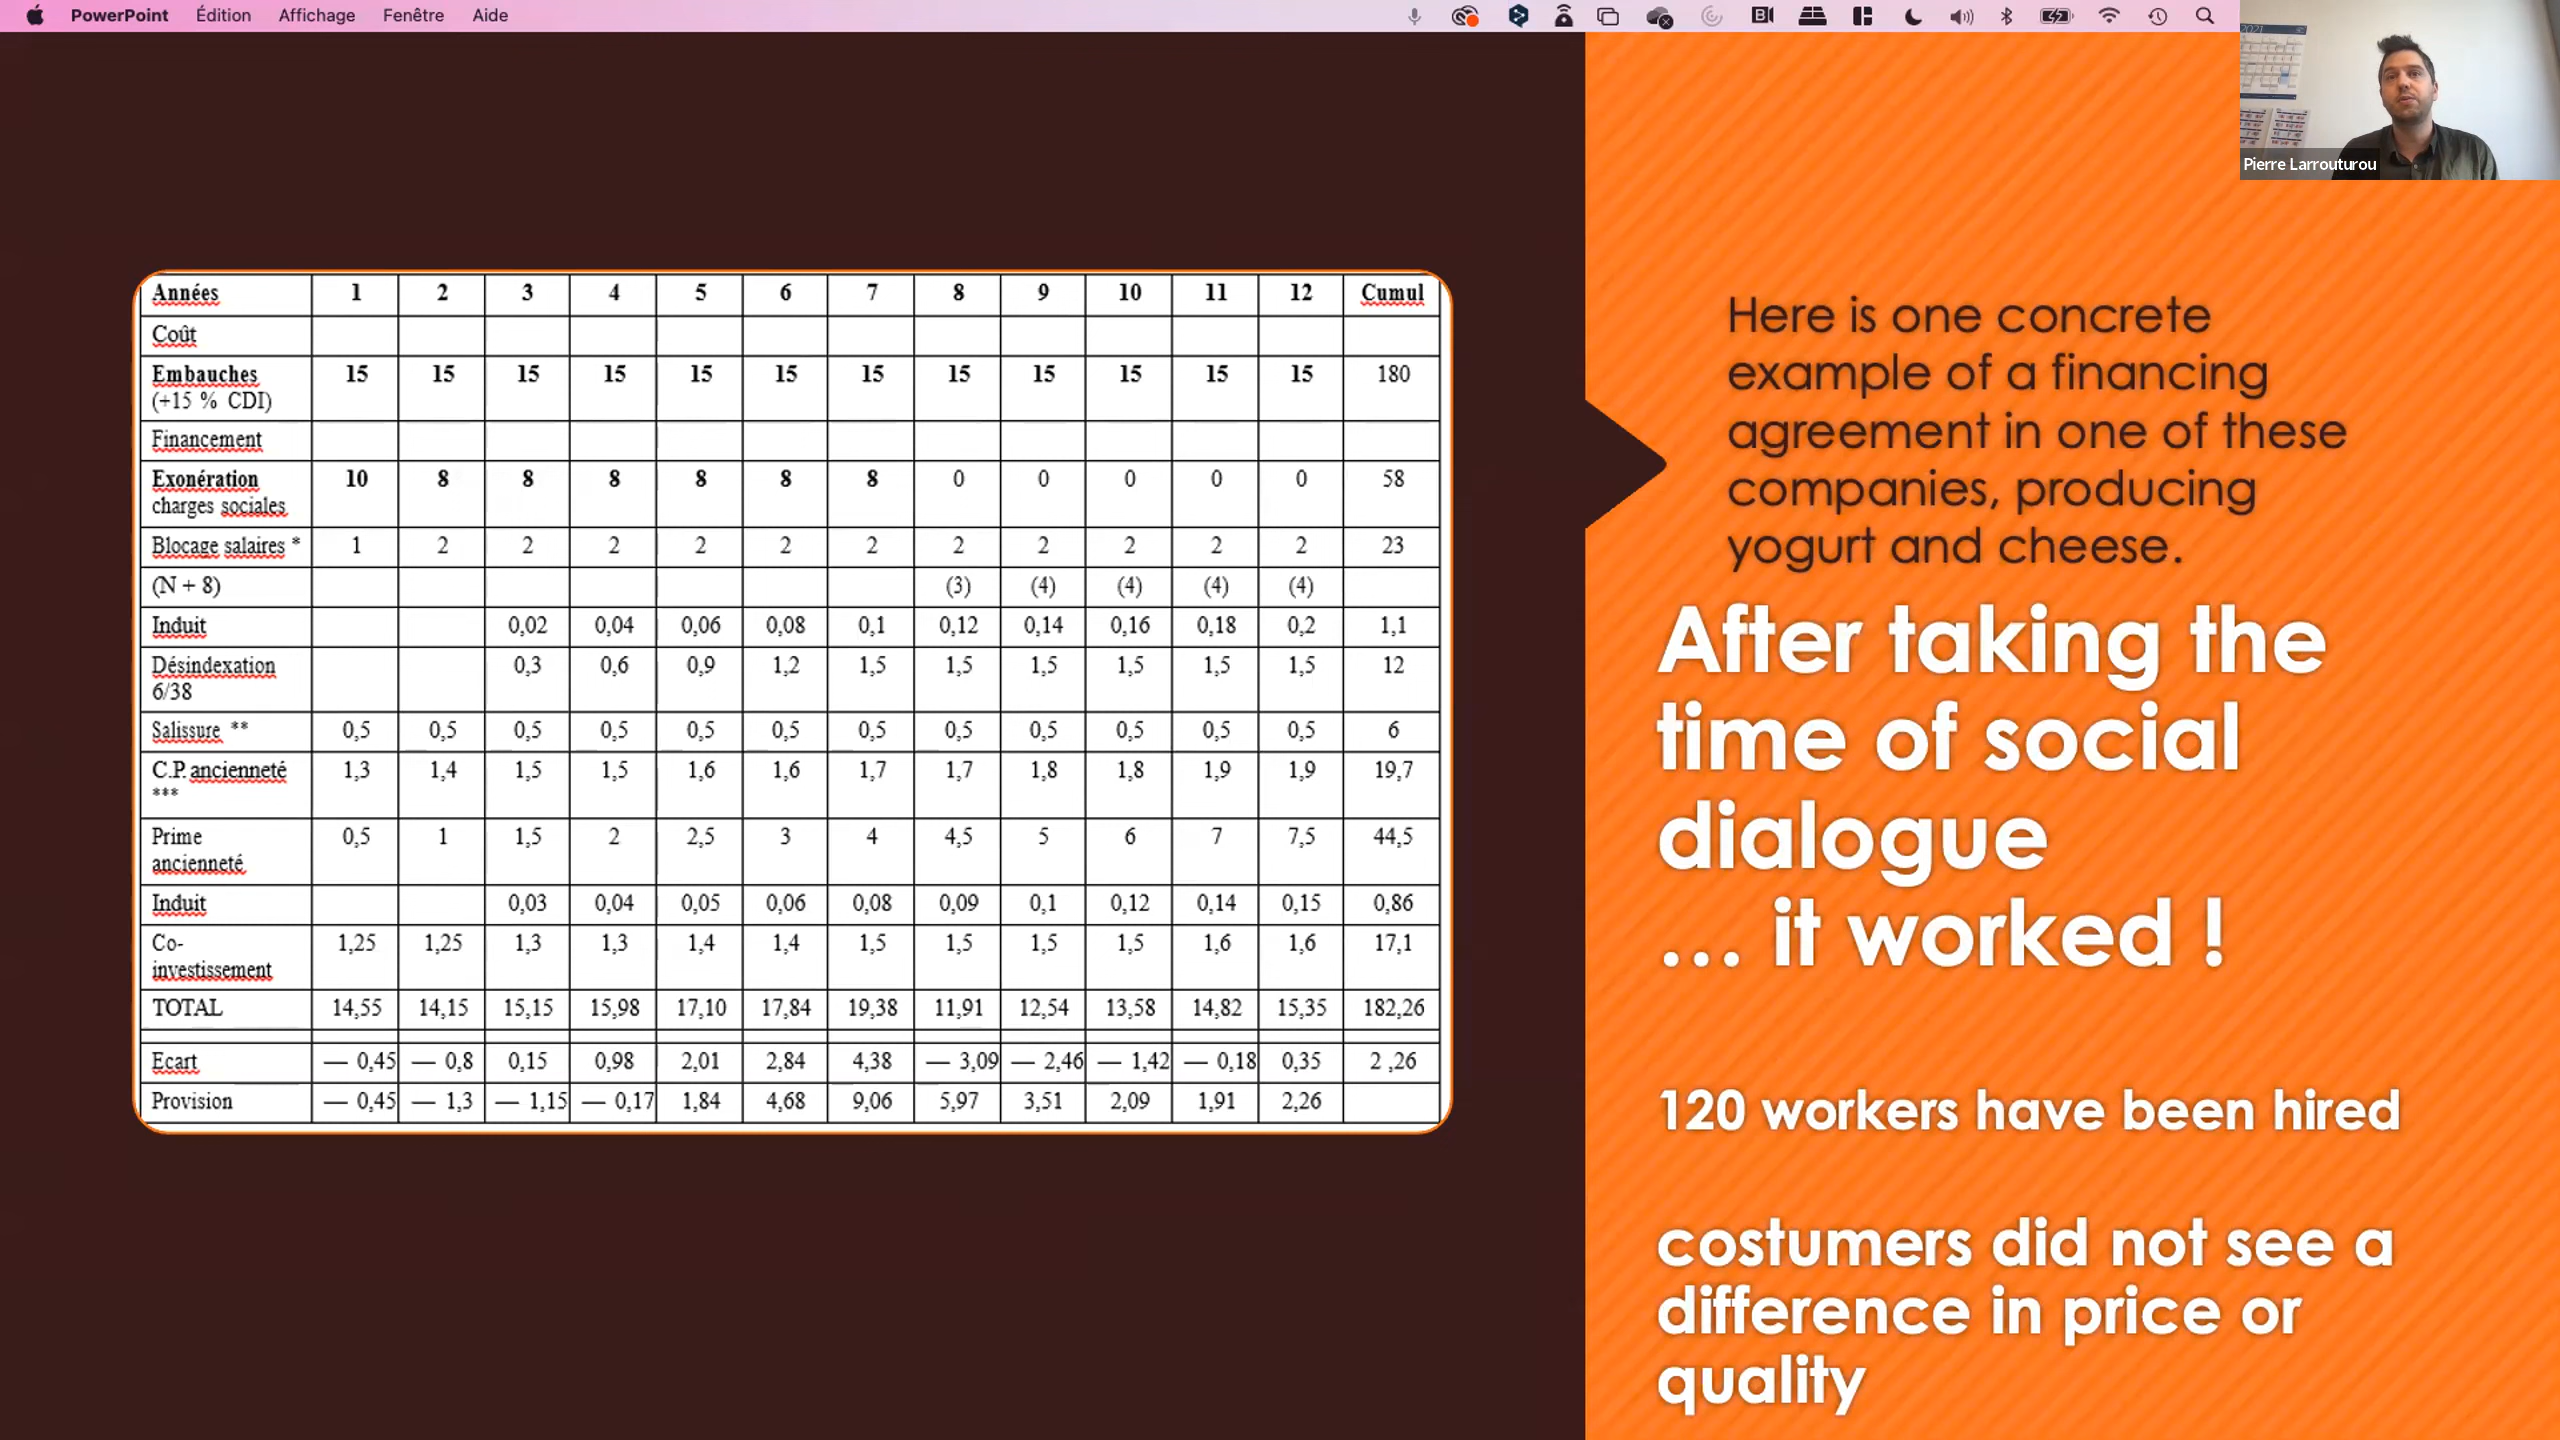 PowerPoint Édition Affichage Fenêtre Aide
Pierre Larrouturou
Années 1 2 3 4 5 6 7 8 9 10 11 12 Cumul
Coût
Embauches 15 15 15 15 15 15 15 15 15 15 15 15 180
(+15 % CDI)
Financement
Exonération 10 8 8 8 8 8 8 0 0 0 0 0 58
charges sociales
Blocage salaires * 1 2 2 2 2 2 2 2 2 2 2 2 23
(N + 8) (3) (4) (4) (4) (4)
Induit 0,02 0,04 0,06 0,08 0,1 0,12 0,14 0,16 0,18 0,2 1,1
Désindexation 0,3 0,6 0,9 1,2 1,5 1,5 1,5 1,5 1,5 1,5 12
6/38
Salissure ** 0,5 0,5 0,5 0,5 0,5 0,5 0,5 0,5 0,5 0,5 0,5 0,5 6
C.P. ancienneté 1,3 1,4 1,5 1,5 1,6 1,6 1,7 1,7 1,8 1,8 1,9 1,9 19,7
***
Prime 0,5 1 1,5 2 2,5 3 4 4,5 5 6 7 7,5 44,5
ancienneté
Induit 0,03 0,04 0,05 0,06 0,08 0,09 0,1 0,12 0,14 0,15 0,86
Co- 1,25 1,25 1,3 1,3 1,4 1,4 1,5 1,5 1,5 1,5 1,6 1,6 17,1
investissement
TOTAL 14,55 14,15 15,15 15,98 17,10 17,84 19,38 11,91 12,54 13,58 14,82 15,35 182,26
Ecart — 0,45 — 0,8 0,15 0,98 2,01 2,84 4,38 — 3,09 — 2,46 — 1,42 — 0,18 0,35 2 ,26
Provision — 0,45 — 1,3 — 1,15 — 0,17 1,84 4,68 9,06 5,97 3,51 2,09 1,91 2,26
Here is one concrete
example of a financing
agreement in one of these
companies, producing
yogurt and cheese.
After taking the
time of social
dialogue
… it worked !
120 workers have been hired
costumers did not see a
difference in price or
quality